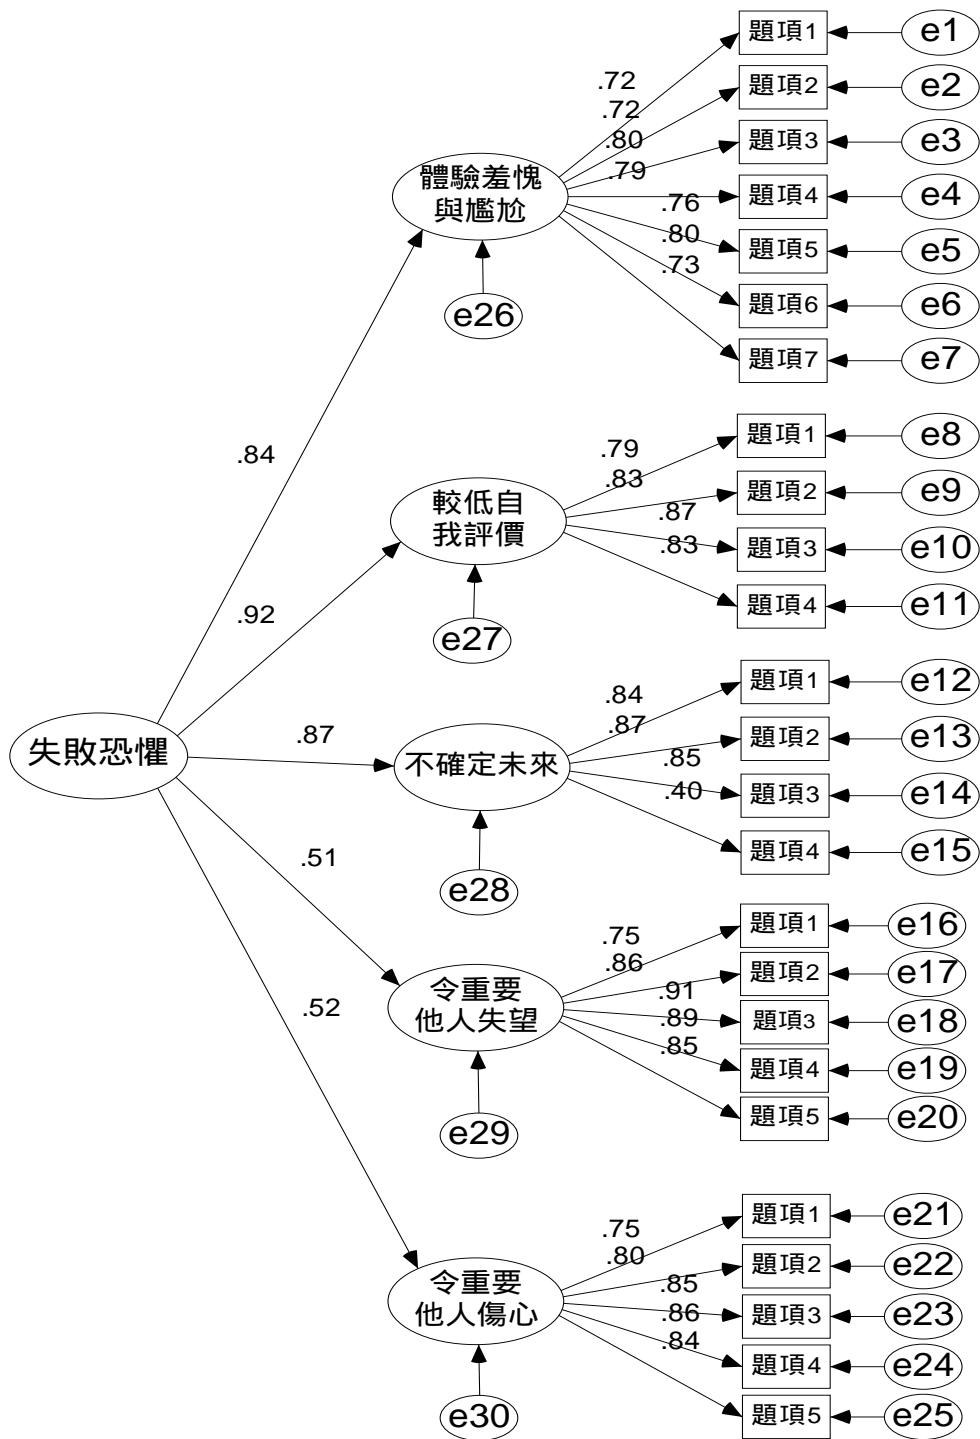 題項1
e1
.72
題項2
e2
.72
題項3
e3
.80
體驗羞愧
與尷尬
.79
題項4
e4
.76
題項5
e5
.80
題項6
e6
.73
題項7
e7
e26
.84
題項1
e8
.79
題項2
e9
.83
較低自
我評價
.87
題項3
e10
.83
題項4
e11
e27
.92
題項1
e12
.84
失敗恐懼
.87
不確定未來
.87
題項2
e13
.85
題項3
e14
.40
題項4
e15
e28
.51
題項1
e16
.75
題項2
e17
.86
令重要
他人失望
.91
題項3
e18
.89
題項4
e19
.85
題項5
e20
e29
.52
題項1
e21
.75
題項2
e22
.80
令重要
他人傷心
.85
題項3
e23
.86
題項4
e24
.84
題項5
e25
e30